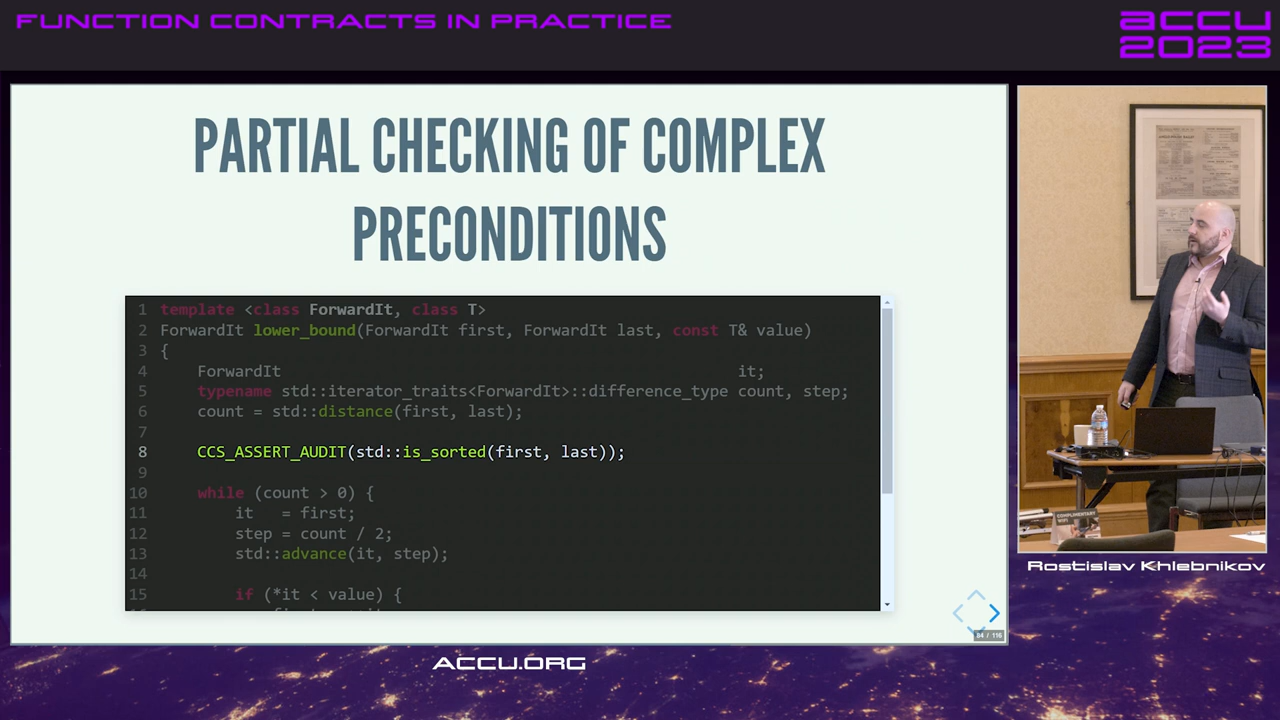 FUNCTION CONTRACTS IN PRACTICE
ACCU
2023
PARTIAL CHECKING OF COMPLEX
PRECONDITIONS
1 template <class ForwardIt, class T>
2 ForwardIt lower_bound(ForwardIt first, ForwardIt last, const T& value)
3 {
4 ForwardIt it;
5 typename std::iterator_traits<ForwardIt>::difference_type count, step;
6 count = std::distance(first, last);
7
8 CCS_ASSERT_AUDIT(std::is_sorted(first, last));
9
10 while (count > 0) {
11 it = first;
12 step = count / 2;
13 std::advance(it, step);
14
15 if (*it < value) {
84 / 116
COMPLIMENTARY
Rostislav Khlebnikov
ACCU.ORG